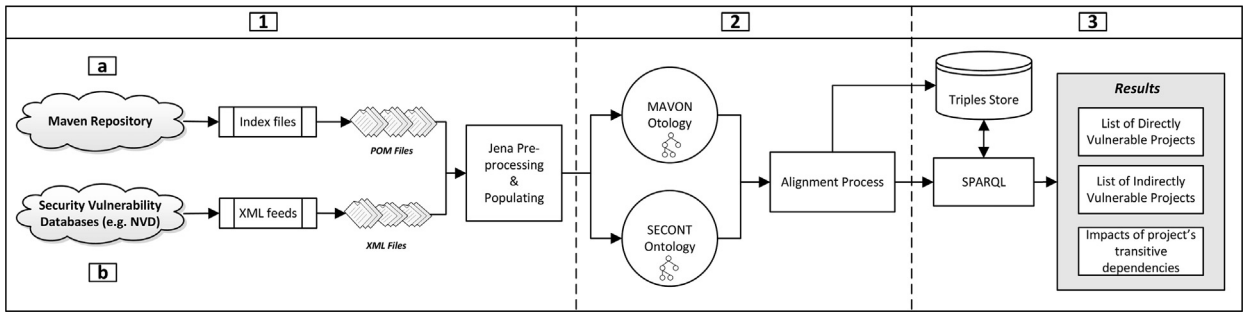 1
2
3
a
Maven Repository
Index files
POM Files
Security Vulnerability
Databases (e.g. NVD)
XML feeds
XML Files
b
Jena Pre-
processing
&
Populating
MAVON
Otology
SECONT
Ontology
Alignment Process
Triples Store
SPARQL
Results
List of Directly
Vulnerable Projects
List of Indirectly
Vulnerable Projects
Impacts of project's
transitive
dependencies